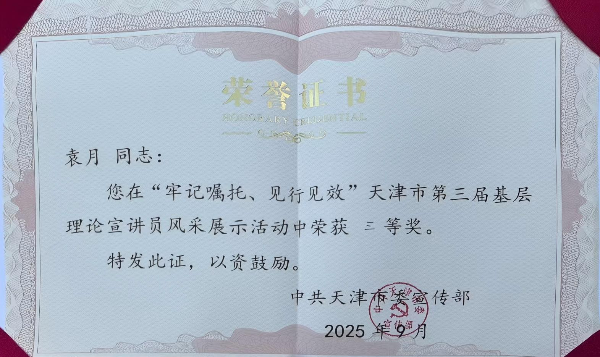 荣誉证书
HONORARY CREDENTIAL
袁月 同志：
您在“牢记嘱托、见行见效”天津市第三届基层
理论宣讲员风采展示活动中荣获 三 等奖。
特发此证，以资鼓励。
中共天津市委宣传部
2025 年 9 月